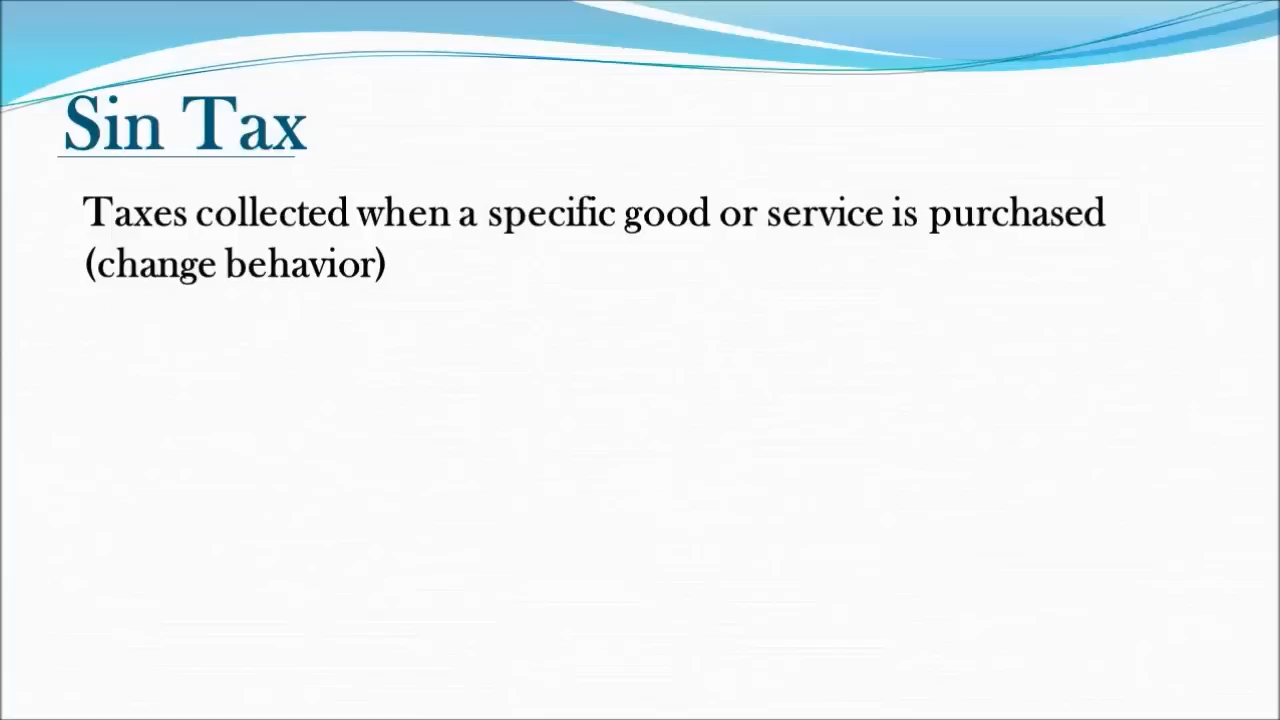 Sin Tax
Taxes collected when a specific good or service is purchased
(change behavior)